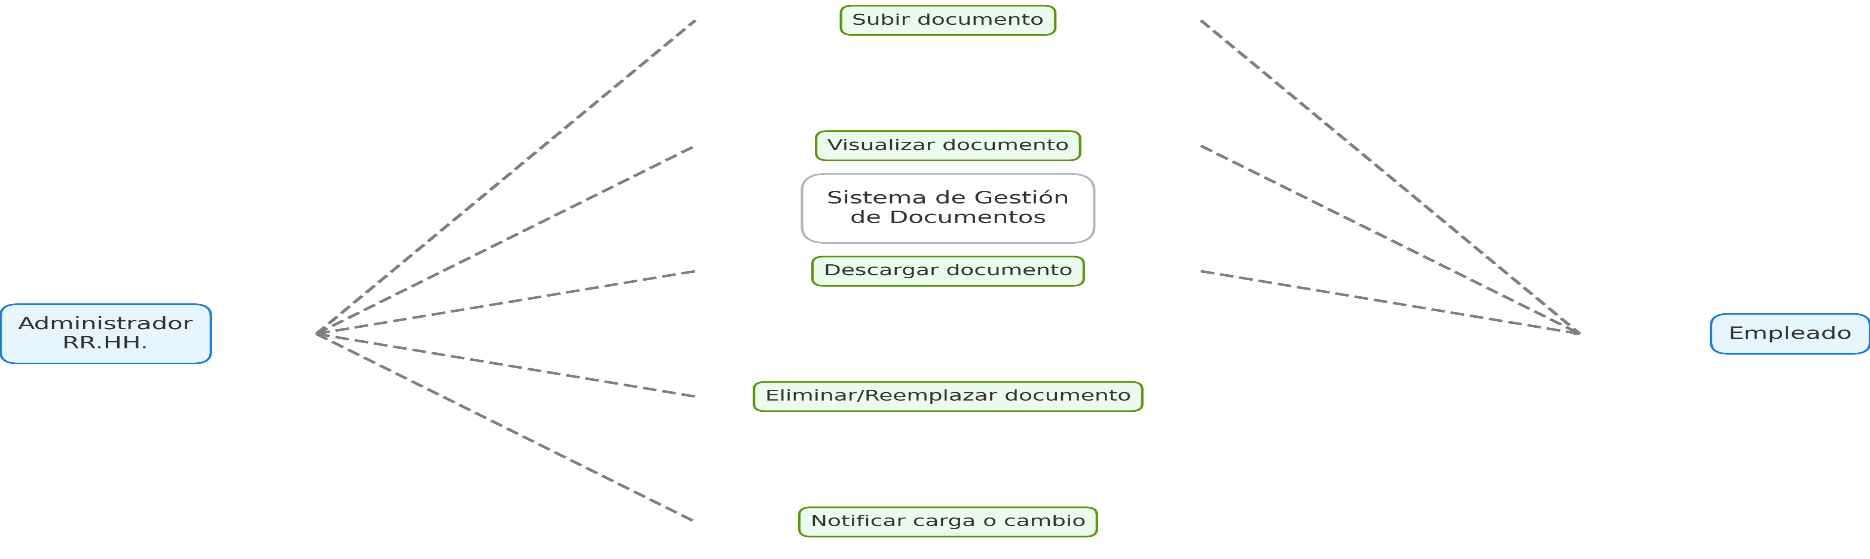 Subir documento
Visualizar documento
Sistema de Gestión
de Documentos
Descargar documento
Administrador
RR.HH.
Empleado
Eliminar/Reemplazar documento
Notificar carga o cambio